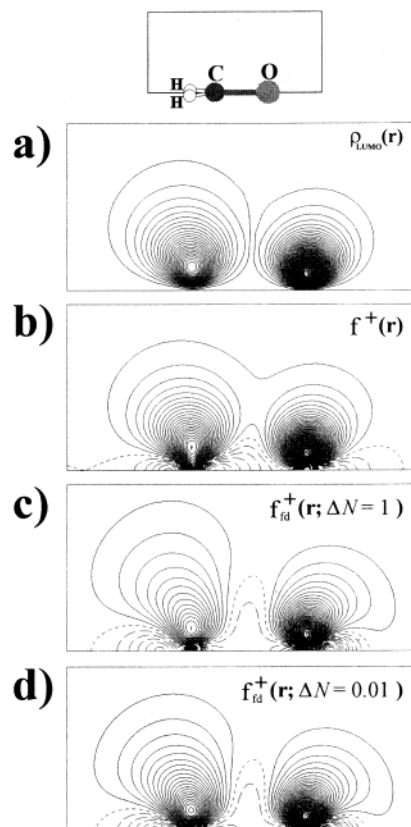 C O
H
H
a) ρLUMO(r)
b) f+(r)
c) f+fd(r; ΔN = 1)
d) f+fd(r; ΔN = 0.01)